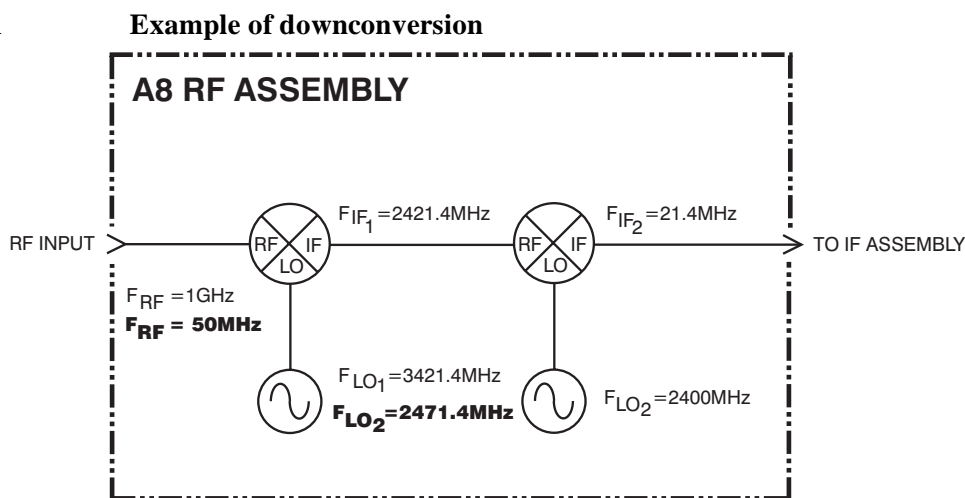 Example of downconversion
A8 RF ASSEMBLY
RF INPUT
RF IF
LO
F_IF1 =2421.4MHz
RF IF
LO
F_IF2 =21.4MHz
TO IF ASSEMBLY
F_RF =1GHz
F_RF = 50MHz
F_LO1=3421.4MHz
F_LO2=2471.4MHz
F_LO2=2400MHz